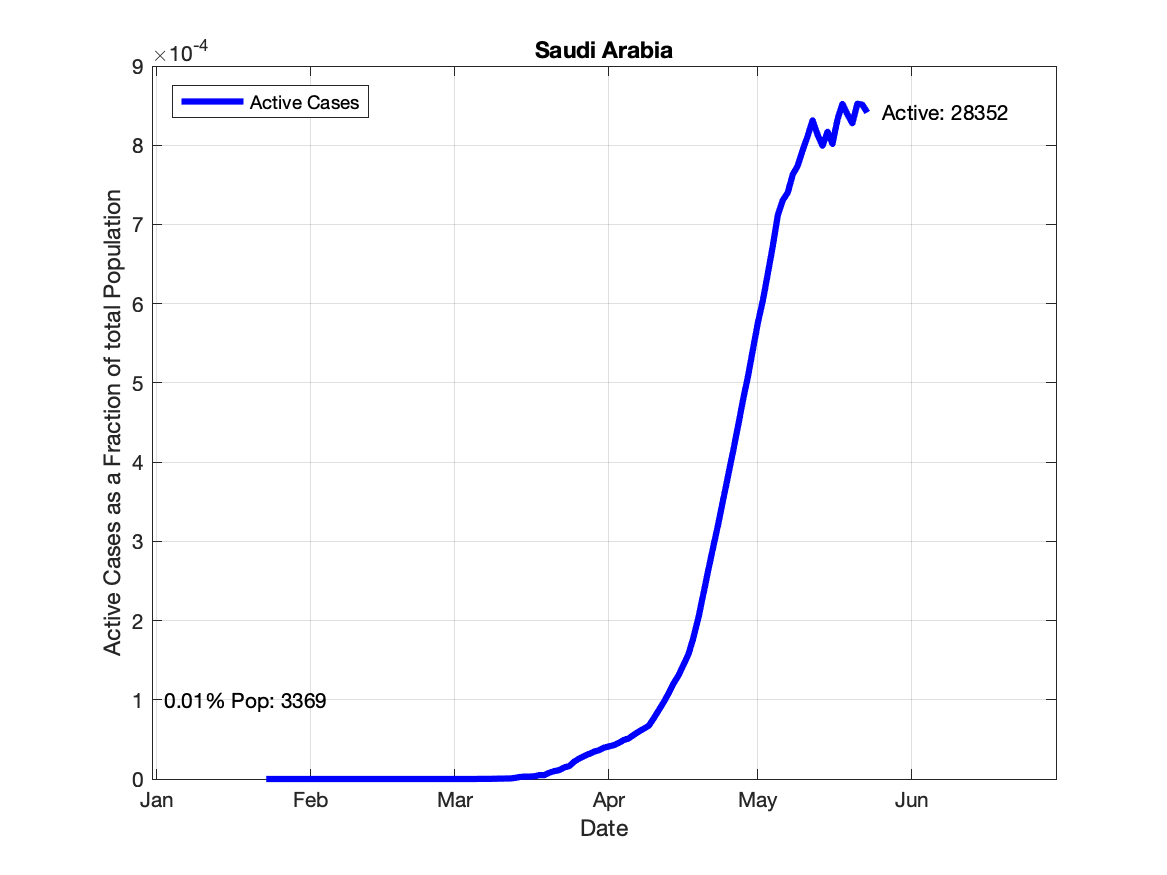 Saudi Arabia
×10-4
9
8
7
6
5
4
3
2
1
0
Active Cases as a Fraction of total Population
Active Cases
Active: 28352
0.01% Pop: 3369
Jan Feb Mar Apr May Jun
Date